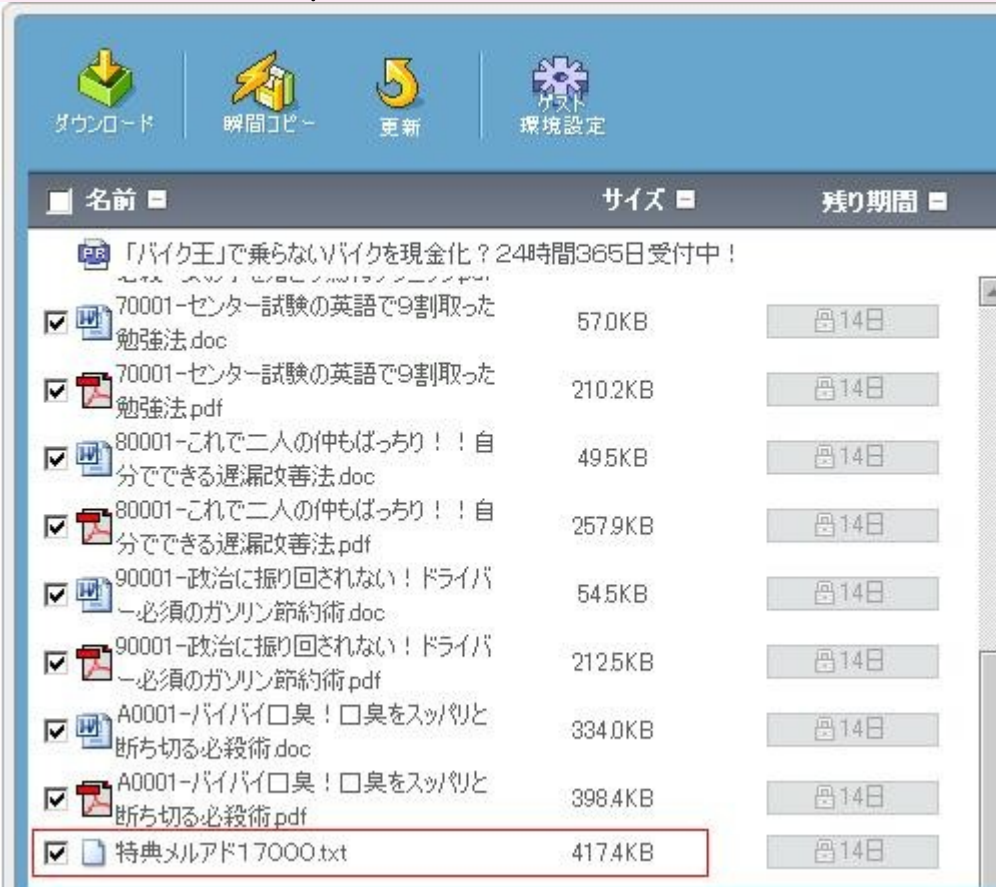 ダウンロード
瞬間コピー
更新
ゲスト
環境設定
名前
サイズ
残り期間
PR
「バイク王」で乗らないバイクを現金化?24時間365日受付中!
70001-センター試験の英語で9割取った
勉強法.doc
57.0KB
14日
70001-センター試験の英語で9割取った
勉強法.pdf
210.2KB
14日
80001-これで二人の仲もばっちり!!自
分でできる遅漏改善法.doc
49.5KB
14日
80001-これで二人の仲もばっちり!!自
分でできる遅漏改善法.pdf
257.9KB
14日
90001-政治に振り回されない!ドライバ
ー必須のガソリン節約術.doc
54.5KB
14日
90001-政治に振り回されない!ドライバ
ー必須のガソリン節約術.pdf
212.5KB
14日
A0001-バイバイ口臭!口臭をスッパリと
断ち切る必殺術.doc
334.0KB
14日
A0001-バイバイ口臭!口臭をスッパリと
断ち切る必殺術.pdf
398.4KB
14日
特典メルアド17000.txt
417.4KB
14日